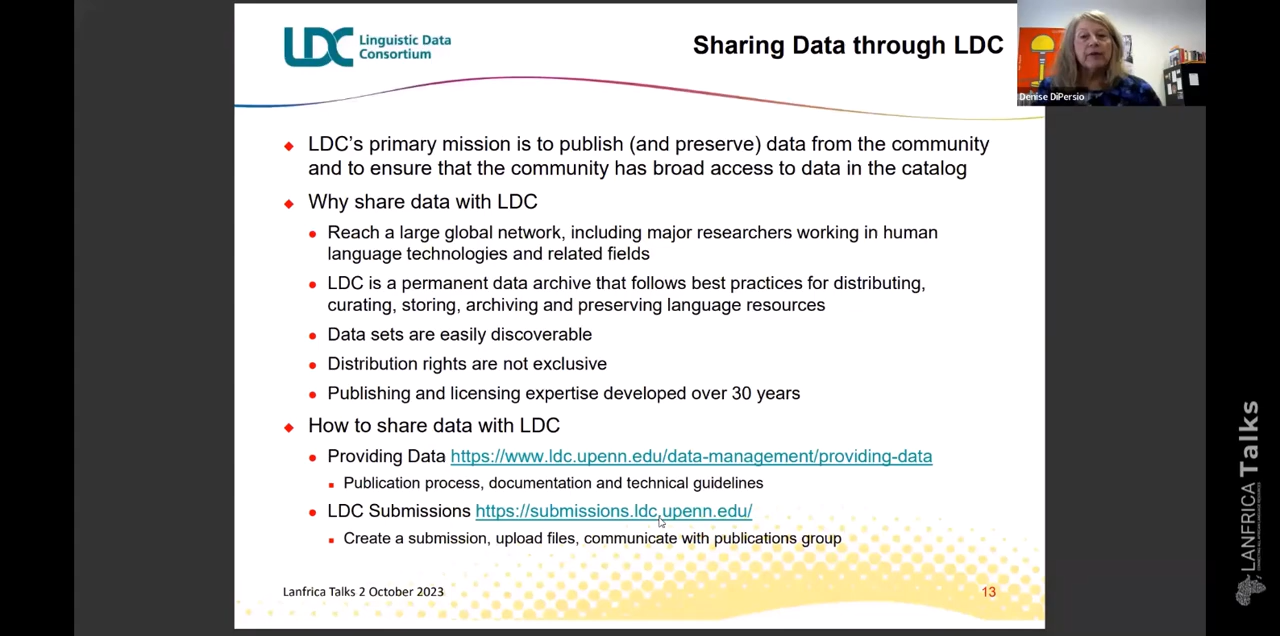 LDC Linguistic Data
Consortium
Sharing Data through LDC
Denise DiPersio
LDC's primary mission is to publish (and preserve) data from the community
and to ensure that the community has broad access to data in the catalog
Why share data with LDC
Reach a large global network, including major researchers working in human
language technologies and related fields
LDC is a permanent data archive that follows best practices for distributing,
curating, storing, archiving and preserving language resources
Data sets are easily discoverable
Distribution rights are not exclusive
Publishing and licensing expertise developed over 30 years
How to share data with LDC
Providing Data https://www.ldc.upenn.edu/data-management/providing-data
Publication process, documentation and technical guidelines
LDC Submissions https://submissions.ldc.upenn.edu/
Create a submission, upload files, communicate with publications group
Lanfrica Talks 2 October 2023
13
LANFRICA Talks